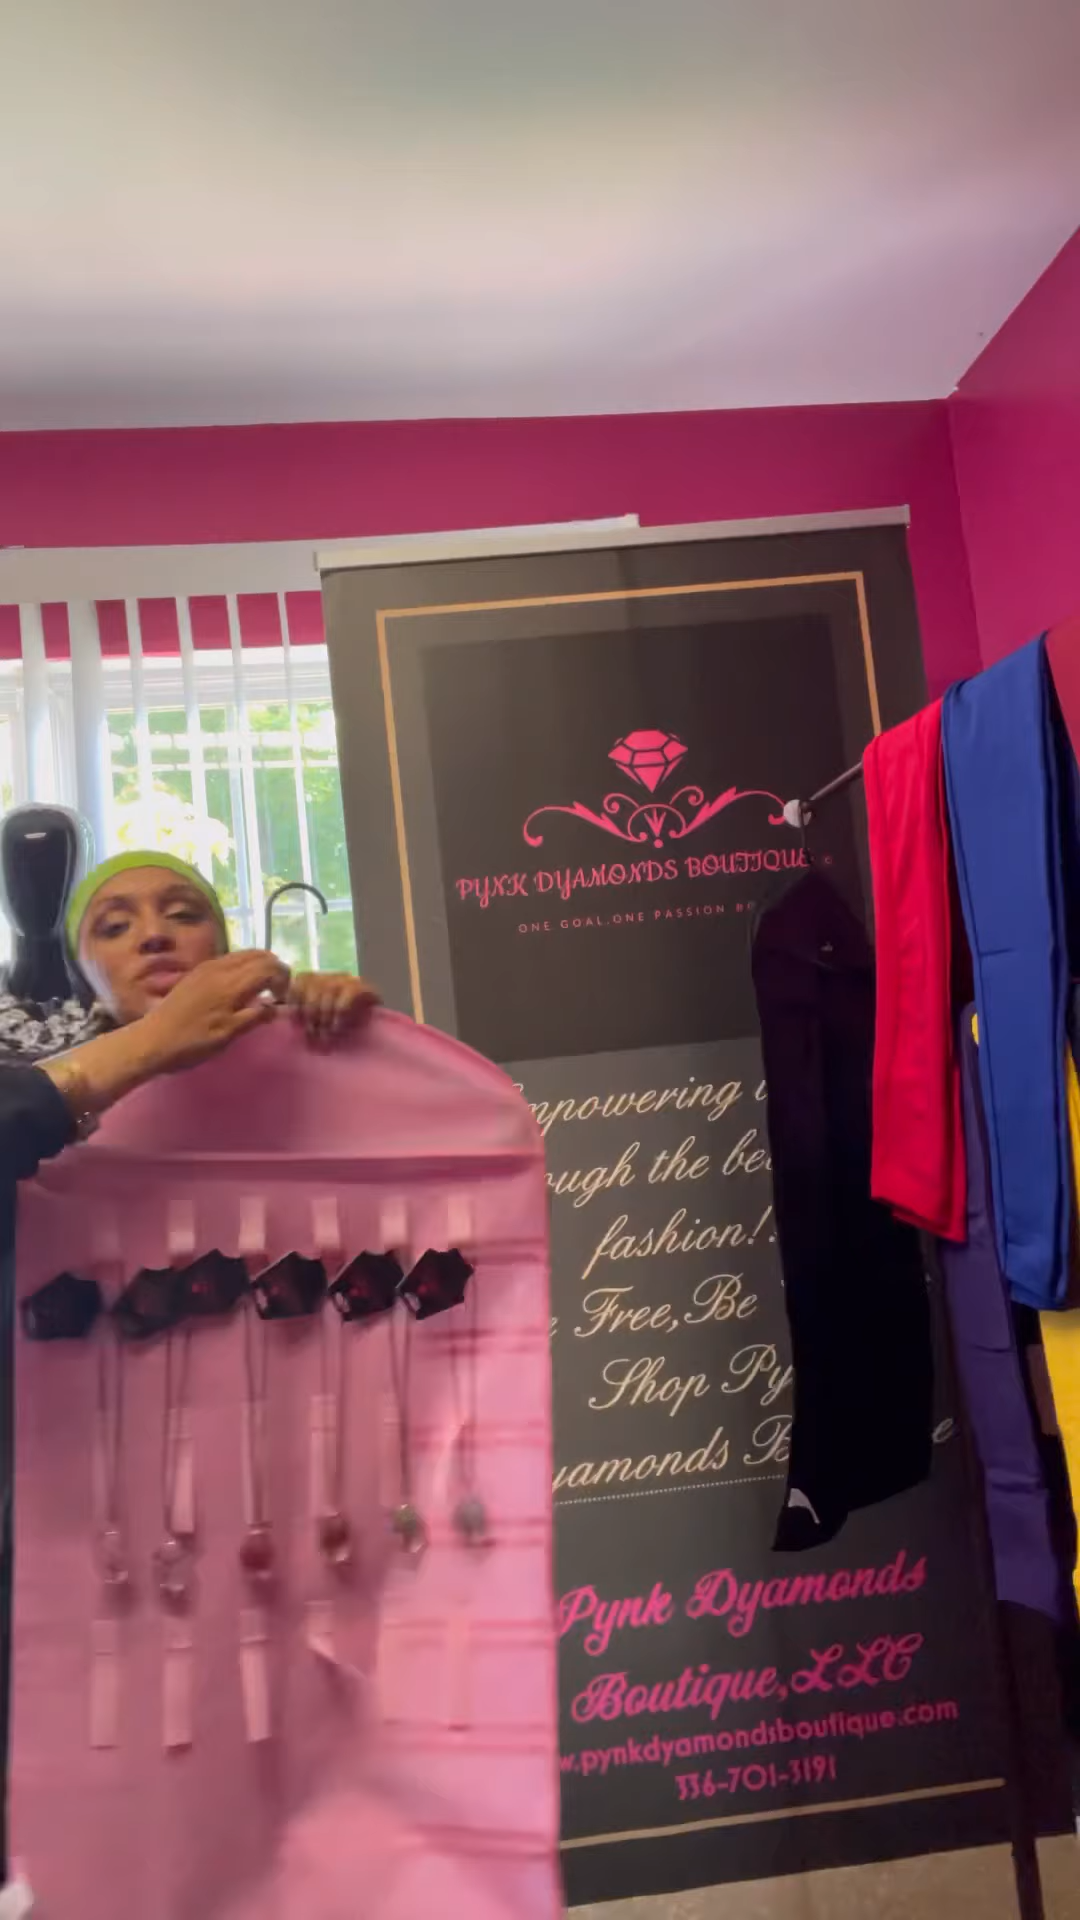 PYNK DYAMONDS BOUTIQUE
ONE GOAL.ONE PASSION
mpowering
ough the
fashion!!
Free,Be
Shop Py
yamonds B e
Pynk Dyamonds
Boutique,LLC
w.pynkdyamondsboutique.com
336-701-3191